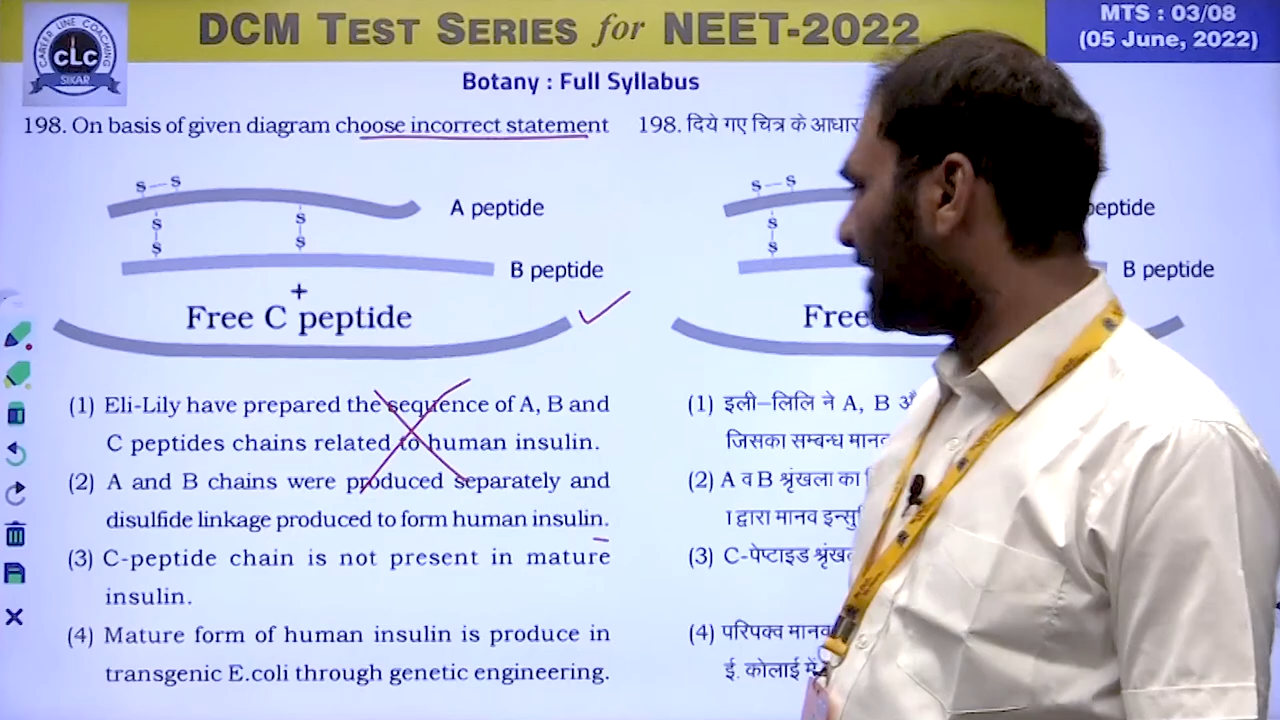 DCM TEST SERIES for NEET-2022
MTS : 03/08
(05 June, 2022)
CAREER LINE COACHING
CLC
SIKAR
Botany : Full Syllabus
198. On basis of given diagram choose incorrect statement
S S
S S
S S
A peptide
B peptide
+
Free C peptide
(1) Eli-Lily have prepared the sequence of A, B and
C peptides chains related to human insulin.
(2) A and B chains were produced separately and
disulfide linkage produced to form human insulin.
(3) C-peptide chain is not present in mature
insulin.
(4) Mature form of human insulin is produce in
transgenic E.coli through genetic engineering.
198. दिये गए चित्र के आधार
S S
S
S
peptide
B peptide
Free
(1) इली–लिलि ने A, B
जिसका सम्बन्ध मानव
(2) A व B श्रृंखला का
ा द्वारा मानव
(3) C-पेप्टाइड
(4) परिपक्व मानव
ई. कोलाई में